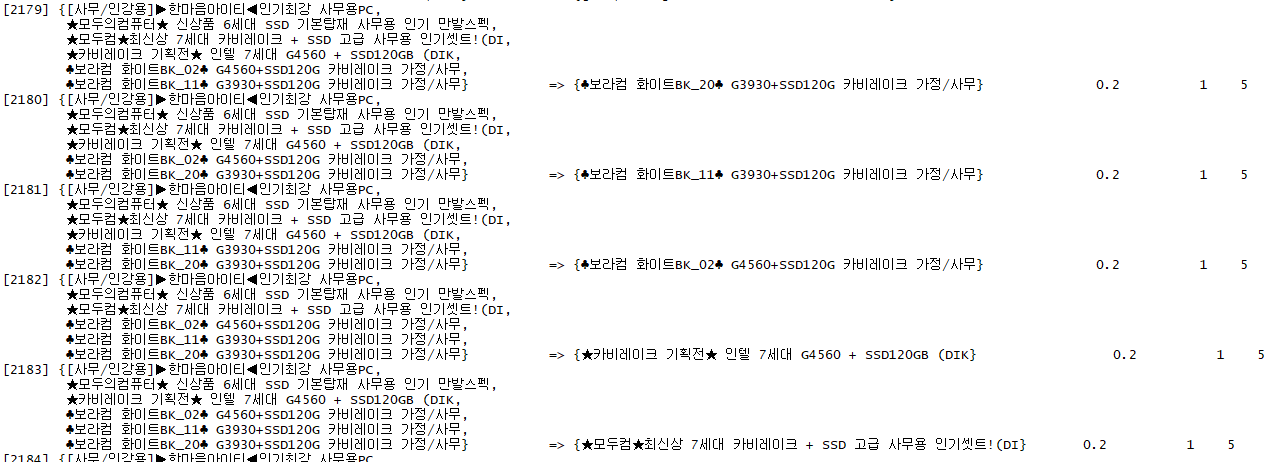 [2179] {[사무/인강용]▶한마음아이티◀인기최강 사무용PC,
★모두의컴퓨터★ 신상품 6세대 SSD 기본탑재 사무용 인기 만발스펙,
★모두컴★최신상 7세대 카비레이크 + SSD 고급 사무용 인기셋트!(DI,
★카비레이크 기획전★ 인텔 7세대 G4560 + SSD120GB (DIK,
♣보라컴 화이트BK_02♣ G4560+SSD120G 카비레이크 가정/사무,
♣보라컴 화이트BK_11♣ G3930+SSD120G 카비레이크 가정/사무} => {♣보라컴 화이트BK_20♣ G3930+SSD120G 카비레이크 가정/사무} 0.2 1 5
[2180] {[사무/인강용]▶한마음아이티◀인기최강 사무용PC,
★모두의컴퓨터★ 신상품 6세대 SSD 기본탑재 사무용 인기 만발스펙,
★모두컴★최신상 7세대 카비레이크 + SSD 고급 사무용 인기셋트!(DI,
★카비레이크 기획전★ 인텔 7세대 G4560 + SSD120GB (DIK,
♣보라컴 화이트BK_02♣ G4560+SSD120G 카비레이크 가정/사무,
♣보라컴 화이트BK_20♣ G3930+SSD120G 카비레이크 가정/사무} => {♣보라컴 화이트BK_11♣ G3930+SSD120G 카비레이크 가정/사무} 0.2 1 5
[2181] {[사무/인강용]▶한마음아이티◀인기최강 사무용PC,
★모두의컴퓨터★ 신상품 6세대 SSD 기본탑재 사무용 인기 만발스펙,
★모두컴★최신상 7세대 카비레이크 + SSD 고급 사무용 인기셋트!(DI,
★카비레이크 기획전★ 인텔 7세대 G4560 + SSD120GB (DIK,
♣보라컴 화이트BK_11♣ G3930+SSD120G 카비레이크 가정/사무,
♣보라컴 화이트BK_20♣ G3930+SSD120G 카비레이크 가정/사무} => {♣보라컴 화이트BK_02♣ G4560+SSD120G 카비레이크 가정/사무} 0.2 1 5
[2182] {[사무/인강용]▶한마음아이티◀인기최강 사무용PC,
★모두의컴퓨터★ 신상품 6세대 SSD 기본탑재 사무용 인기 만발스펙,
★모두컴★최신상 7세대 카비레이크 + SSD 고급 사무용 인기셋트!(DI,
♣보라컴 화이트BK_02♣ G4560+SSD120G 카비레이크 가정/사무,
♣보라컴 화이트BK_11♣ G3930+SSD120G 카비레이크 가정/사무,
♣보라컴 화이트BK_20♣ G3930+SSD120G 카비레이크 가정/사무} => {★카비레이크 기획전★ 인텔 7세대 G4560 + SSD120GB (DIK} 0.2 1 5
[2183] {[사무/인강용]▶한마음아이티◀인기최강 사무용PC,
★모두의컴퓨터★ 신상품 6세대 SSD 기본탑재 사무용 인기 만발스펙,
★카비레이크 기획전★ 인텔 7세대 G4560 + SSD120GB (DIK,
♣보라컴 화이트BK_02♣ G4560+SSD120G 카비레이크 가정/사무,
♣보라컴 화이트BK_11♣ G3930+SSD120G 카비레이크 가정/사무,
♣보라컴 화이트BK_20♣ G3930+SSD120G 카비레이크 가정/사무} => {★모두컴★최신상 7세대 카비레이크 + SSD 고급 사무용 인기셋트!(DI} 0.2 1 5
[2184] {[사무/인강용]▶한마음아이티◀인기최강 사무용PC,